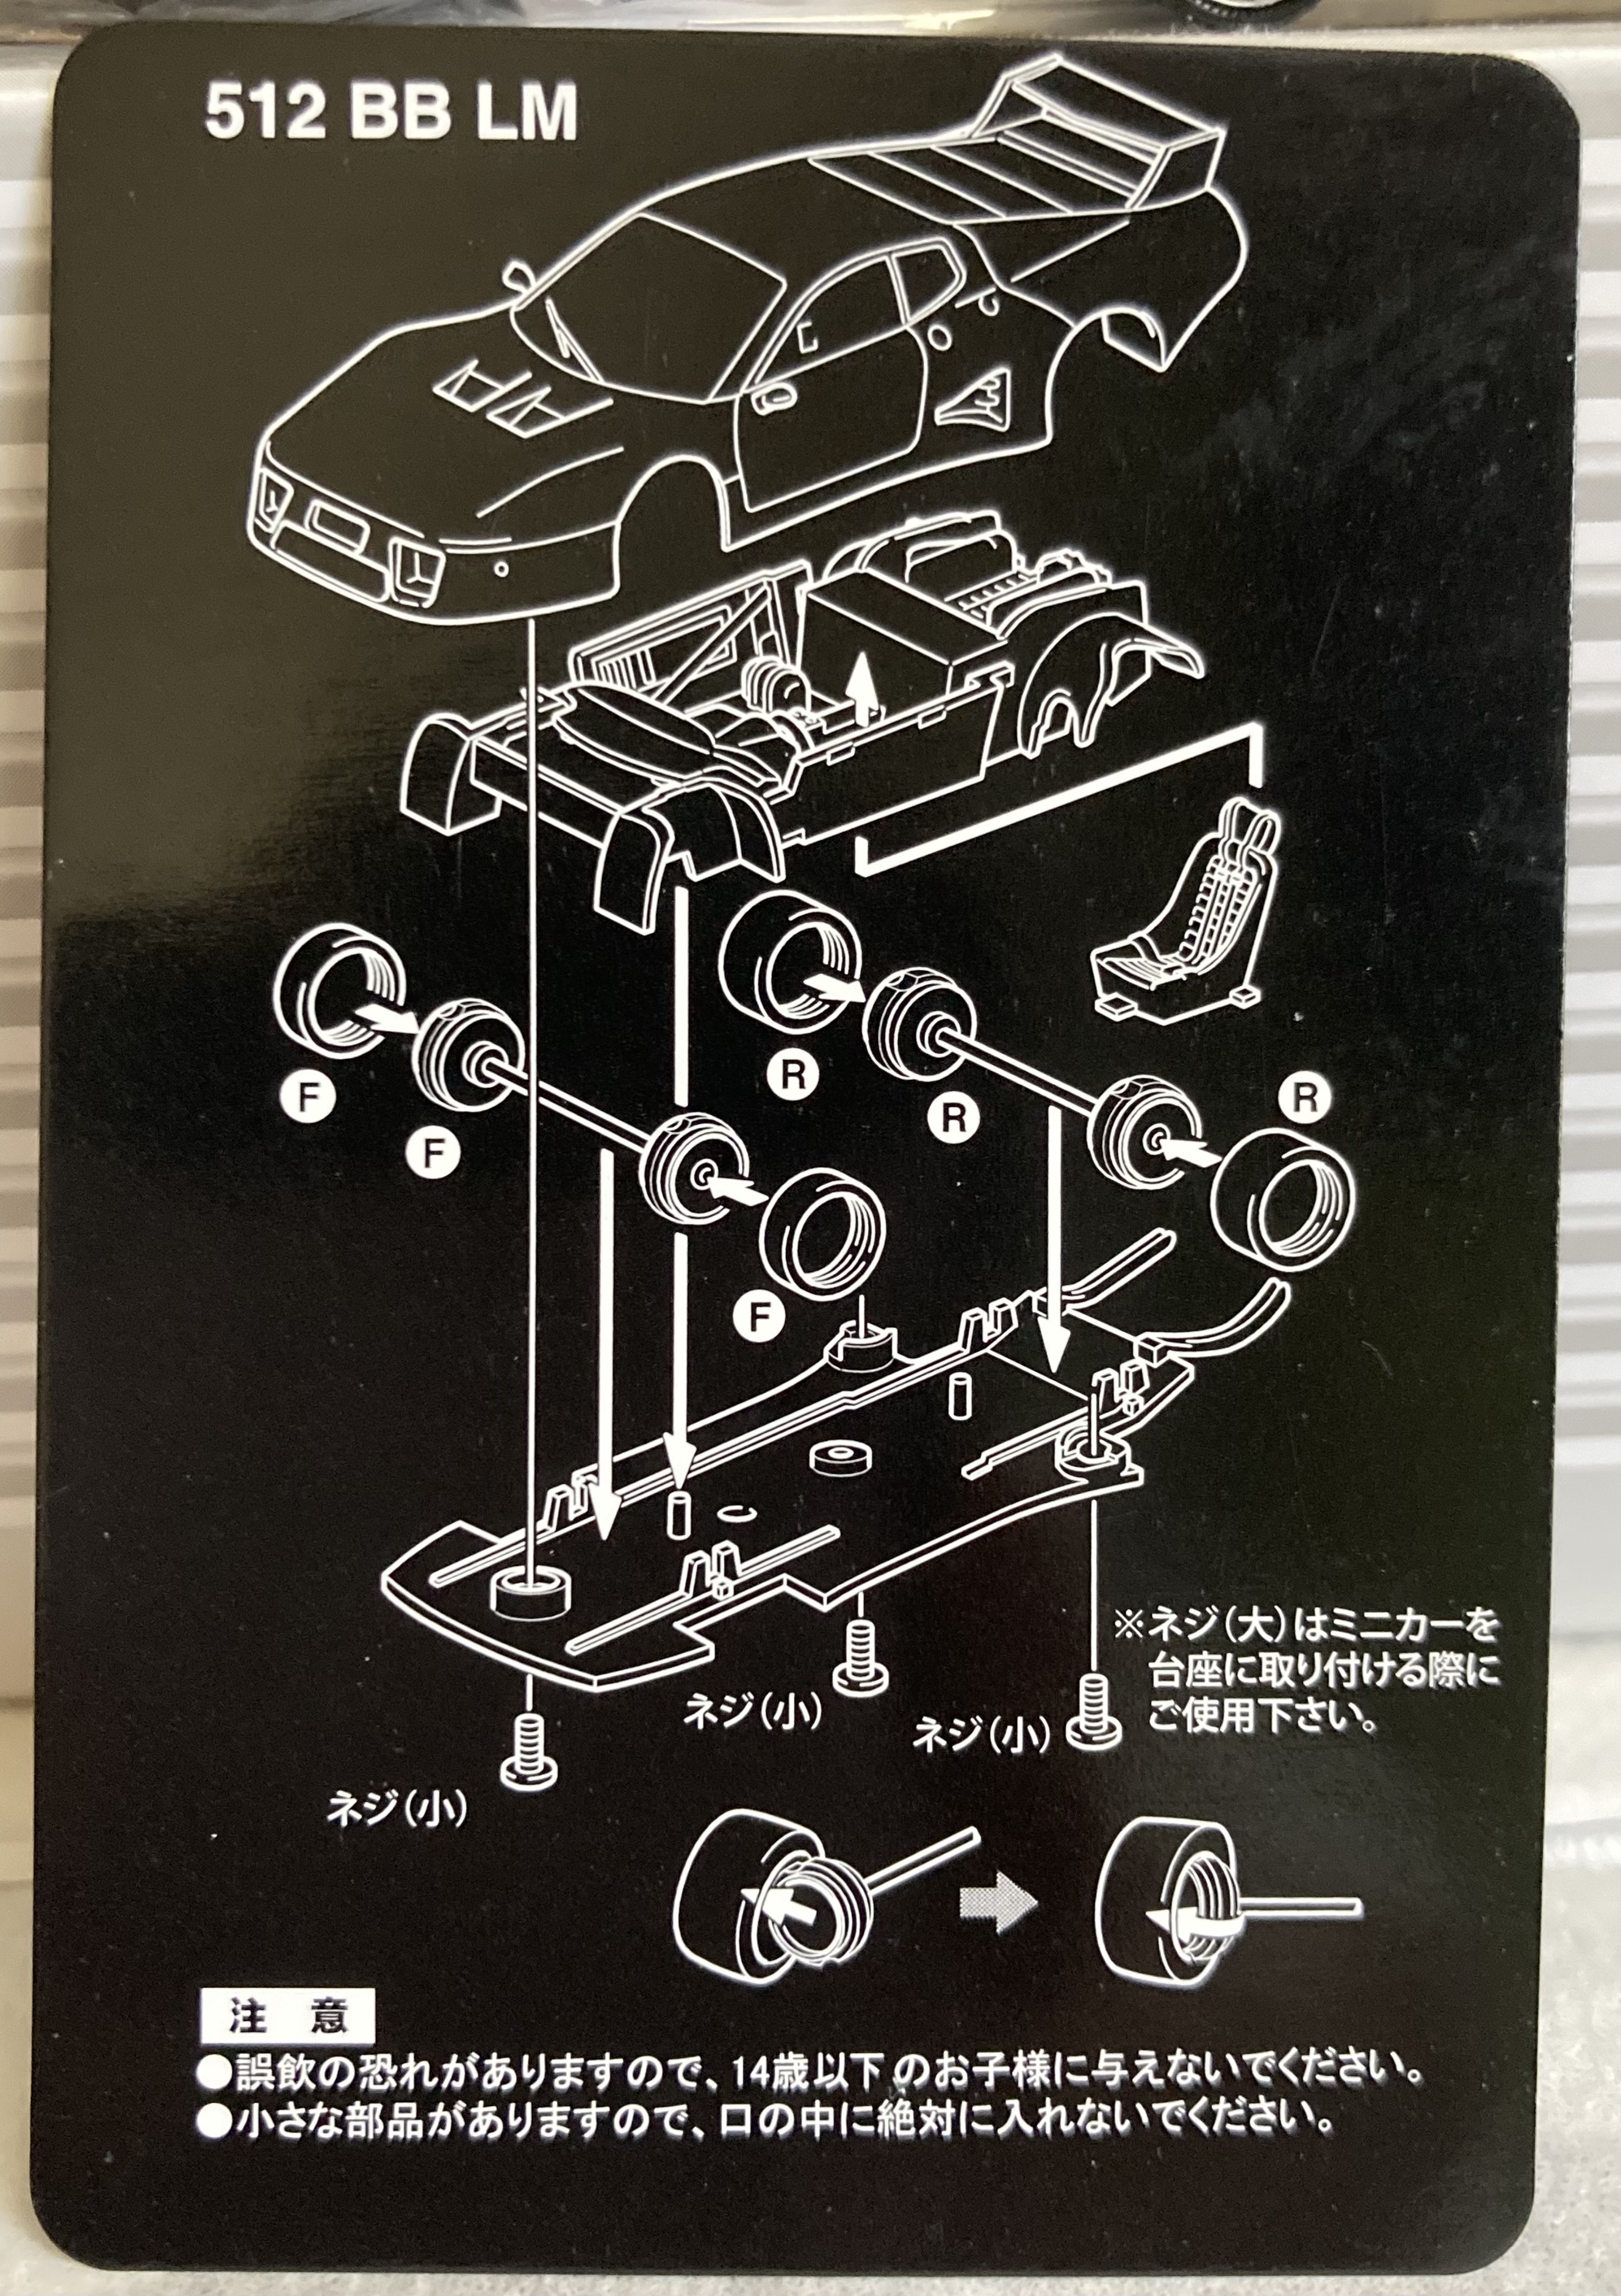 512 BB LM
F
F
R
R
R
F
※ネジ(大)はミニカーを
台座に取り付ける際に
ご使用下さい。
ネジ(小)
ネジ(小)
ネジ(小)
注 意
●誤飲の恐れがありますので、14歳以下のお子様に与えないでください。
●小さな部品がありますので、口の中に絶対に入れないでください。